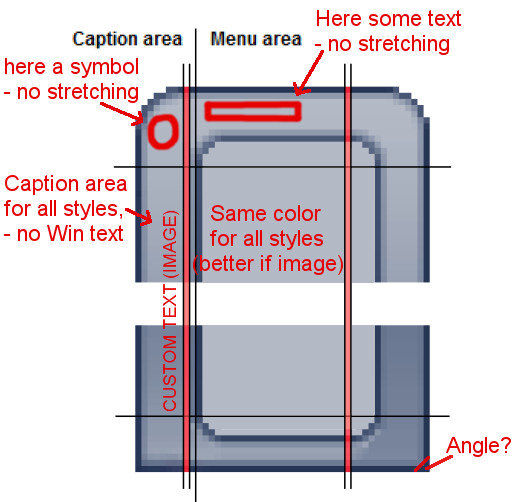 Caption area
Menu area
Here some text
- no stretching
here a symbol
- no stretching
Caption area
for all styles,
- no Win text
Same color
for all styles
(better if image)
CUSTOM TEXT (IMAGE)
Angle?